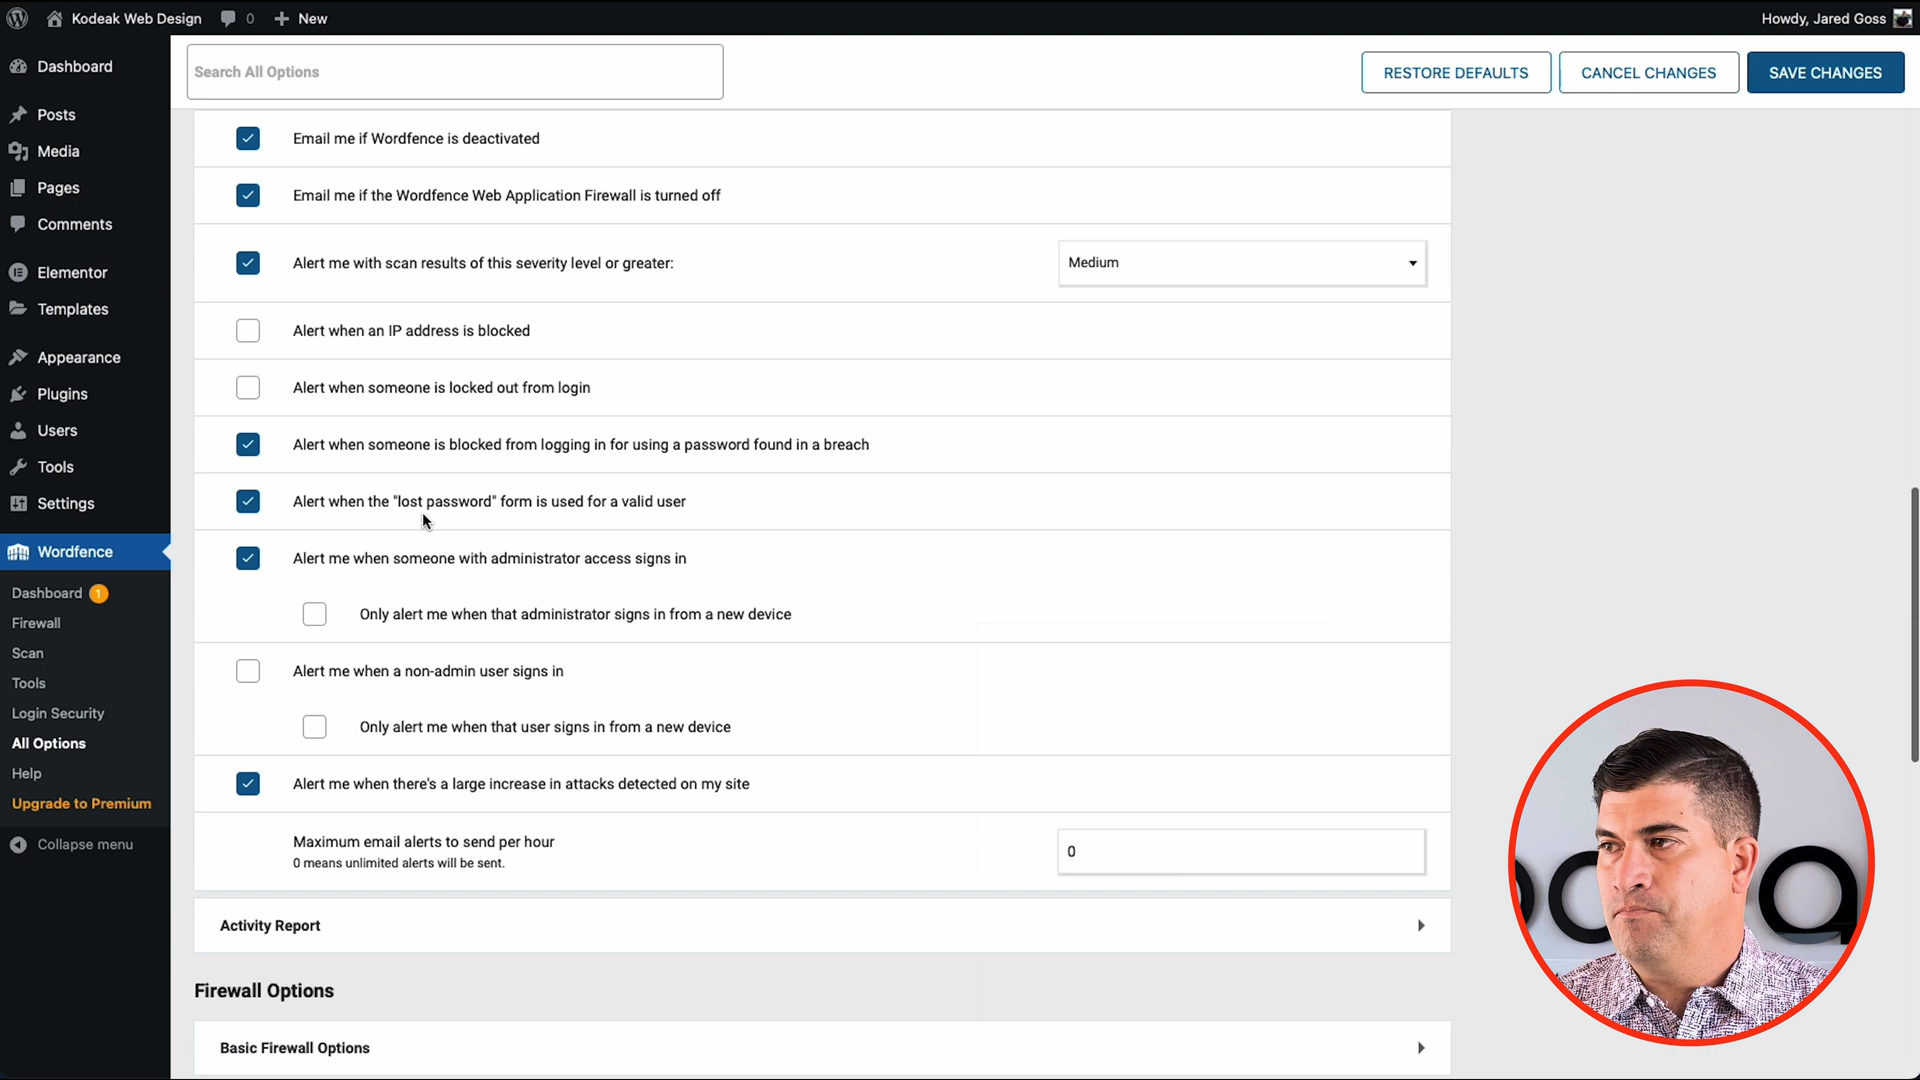 Kodeak Web Design
0
New
Howdy, Jared Goss
Dashboard
Posts
Media
Pages
Comments
Elementor
Templates
Appearance
Plugins
Users
Tools
Settings
Wordfence
Dashboard 1
Firewall
Scan
Tools
Login Security
All Options
Help
Upgrade to Premium
Collapse menu
Search All Options
RESTORE DEFAULTS
CANCEL CHANGES
SAVE CHANGES
Email me if Wordfence is deactivated
Email me if the Wordfence Web Application Firewall is turned off
Alert me with scan results of this severity level or greater:
Medium
Alert when an IP address is blocked
Alert when someone is locked out from login
Alert when someone is blocked from logging in for using a password found in a breach
Alert when the "lost password" form is used for a valid user
Alert me when someone with administrator access signs in
Only alert me when that administrator signs in from a new device
Alert me when a non-admin user signs in
Only alert me when that user signs in from a new device
Alert me when there's a large increase in attacks detected on my site
Maximum email alerts to send per hour
0 means unlimited alerts will be sent.
0
Activity Report
Firewall Options
Basic Firewall Options